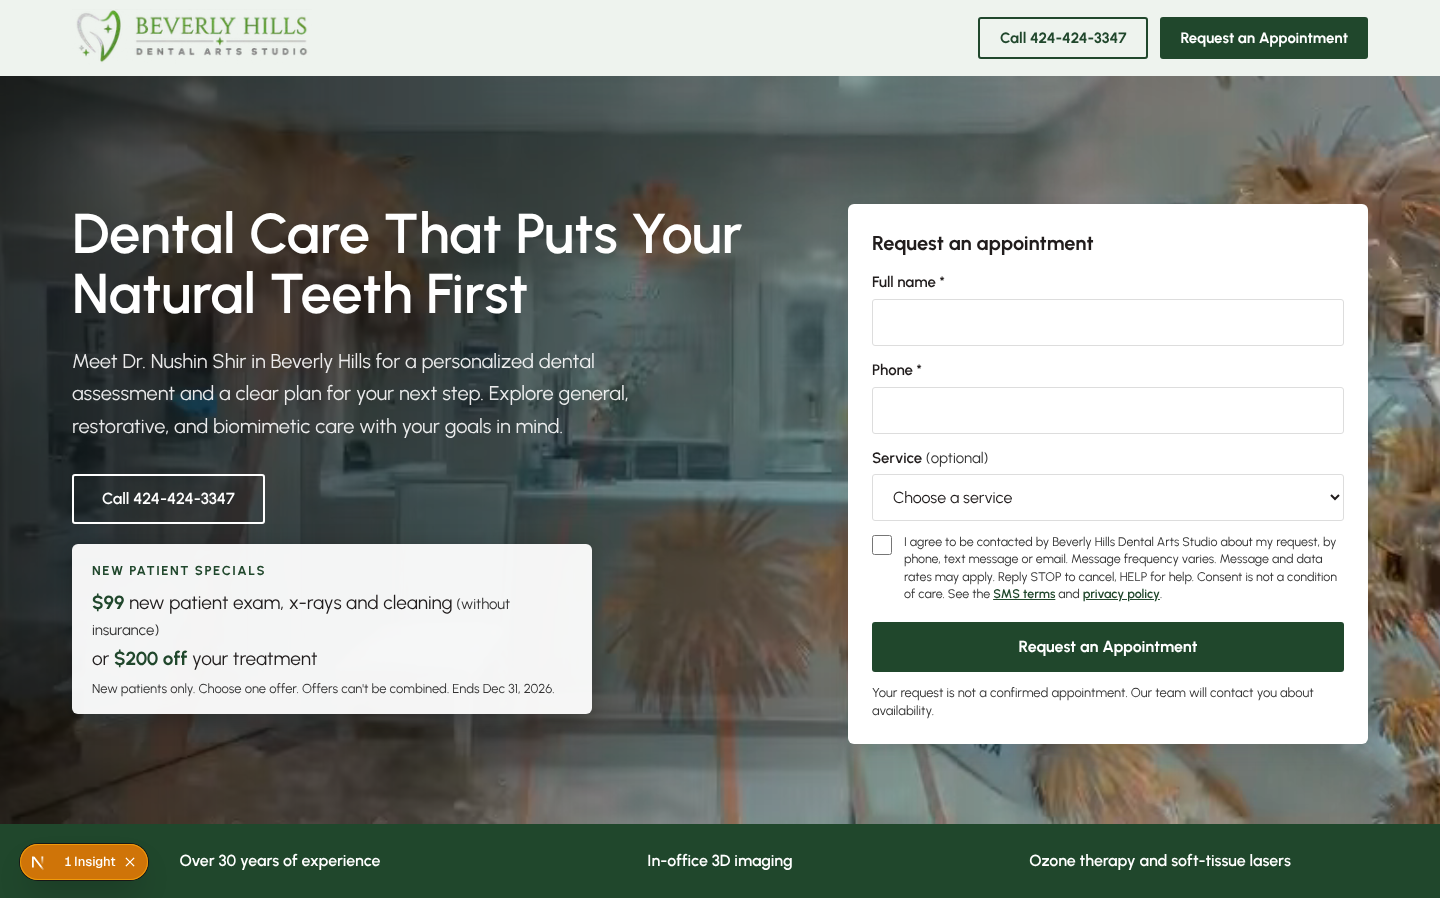 BEVERLY HILLS
DENTAL ARTS STUDIO
Call 424-424-3347
Request an Appointment
Dental Care That Puts Your
Natural Teeth First
Meet Dr. Nushin Shir in Beverly Hills for a personalized dental
assessment and a clear plan for your next step. Explore general,
restorative, and biomimetic care with your goals in mind.
Call 424-424-3347
NEW PATIENT SPECIALS
$99 new patient exam, x-rays and cleaning (without
insurance)
or $200 off your treatment
New patients only. Choose one offer. Offers can't be combined. Ends Dec 31, 2026.
Request an appointment
Full name *
Phone *
Service (optional)
Choose a service
I agree to be contacted by Beverly Hills Dental Arts Studio about my request, by
phone, text message or email. Message frequency varies. Message and data
rates may apply. Reply STOP to cancel, HELP for help. Consent is not a condition
of care. See the SMS terms and privacy policy.
Request an Appointment
Your request is not a confirmed appointment. Our team will contact you about
availability.
N 1 Insight
Over 30 years of experience
In-office 3D imaging
Ozone therapy and soft-tissue lasers